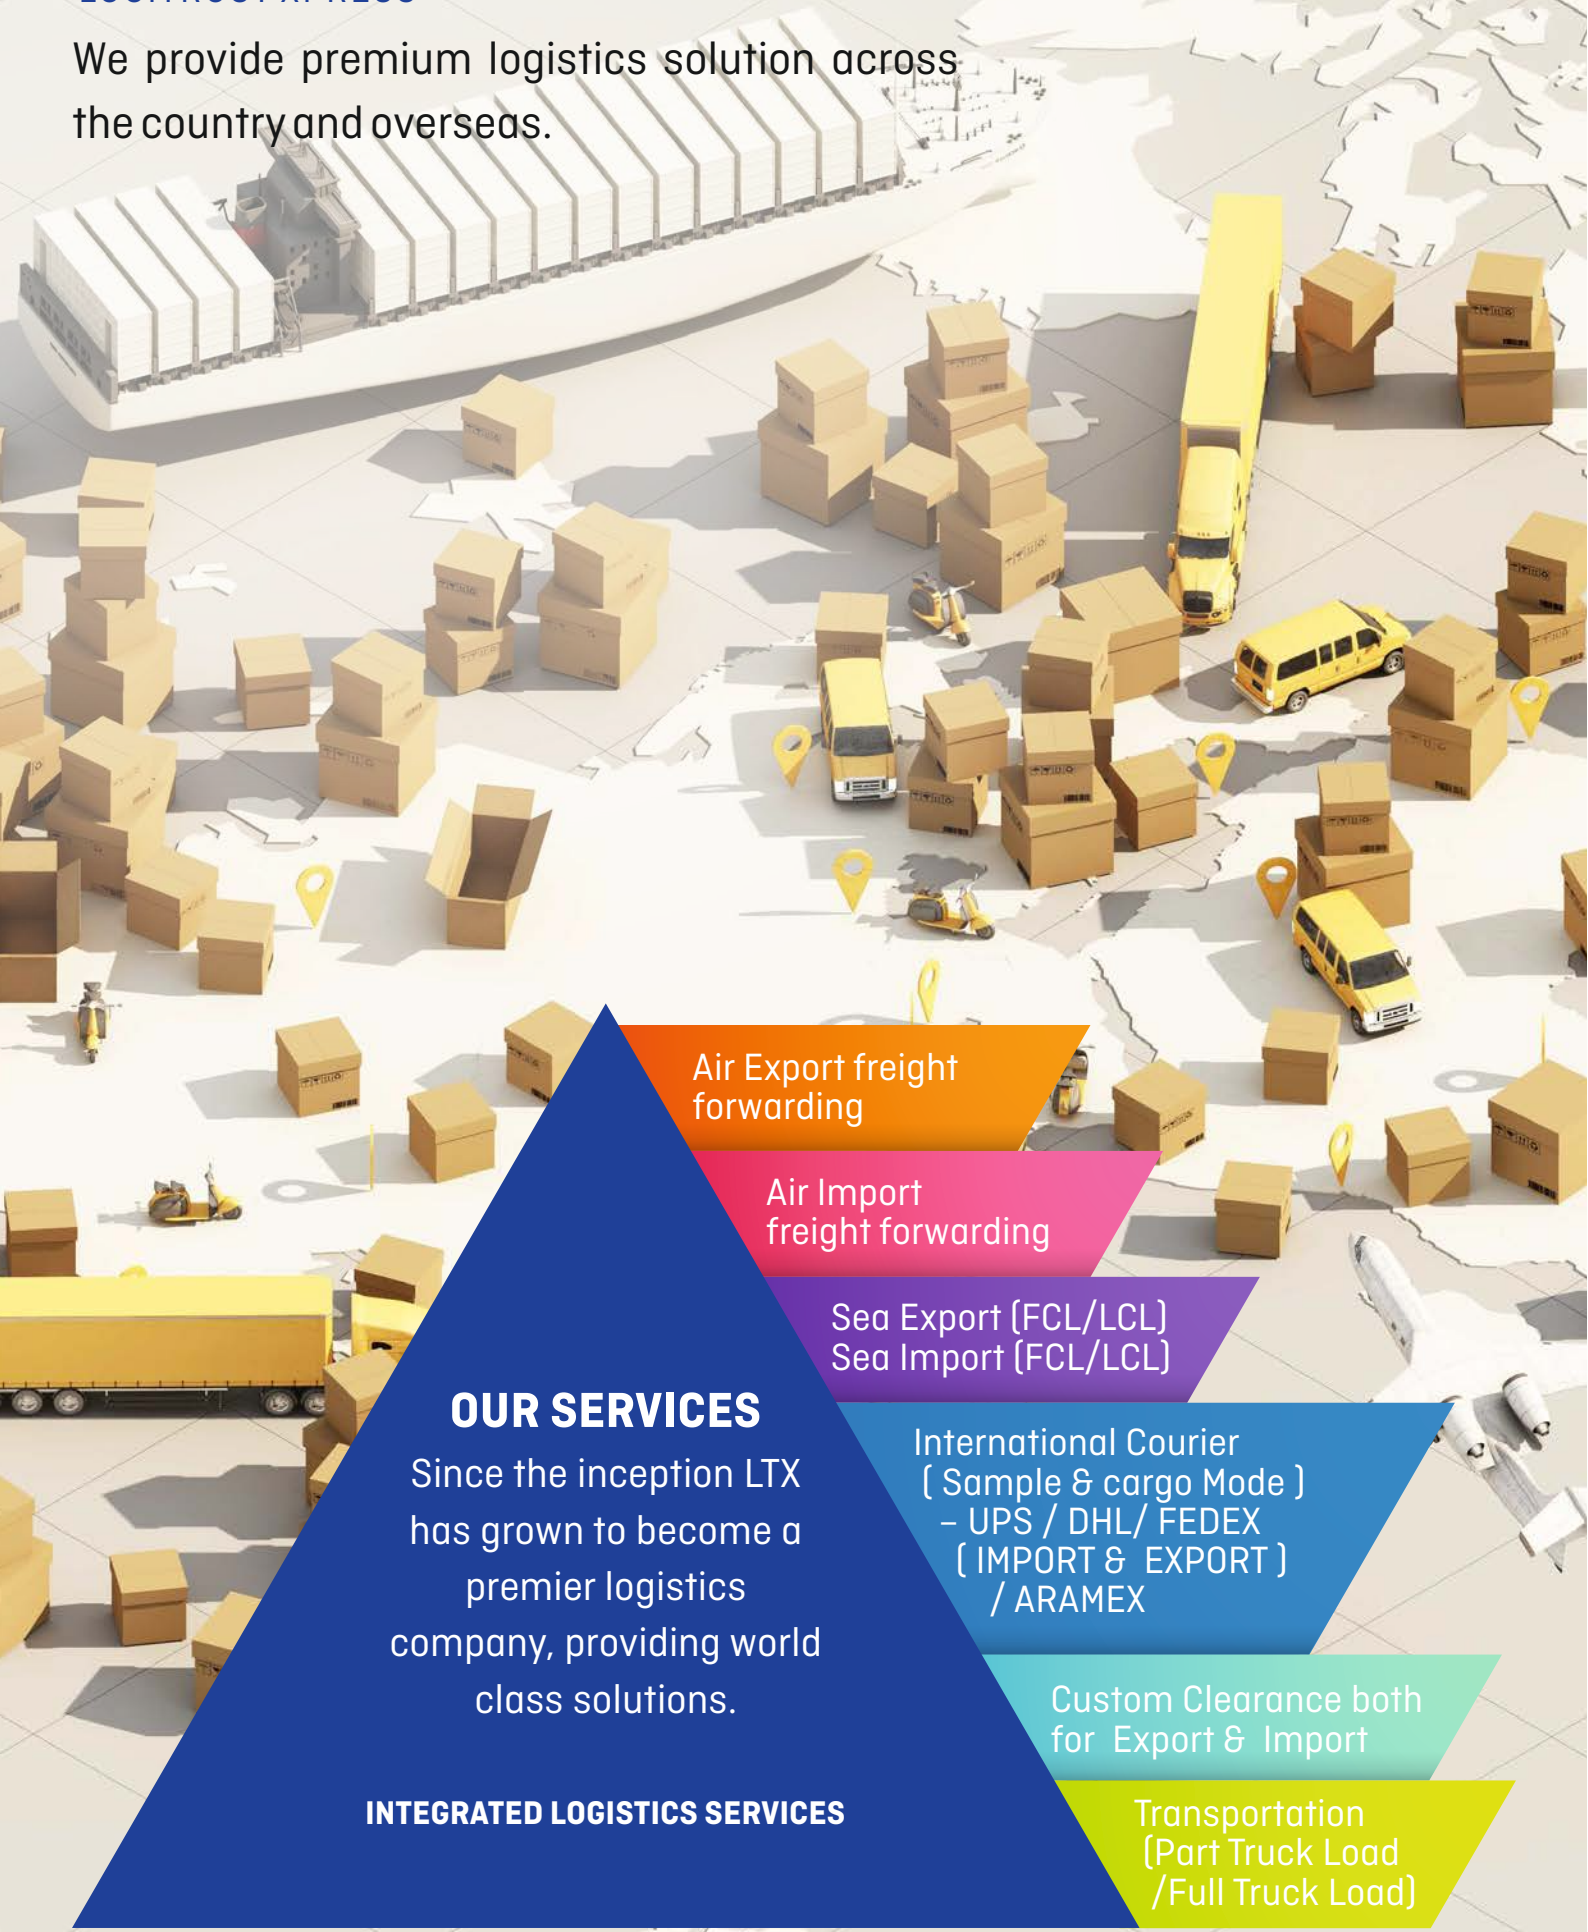 We provide premium logistics solution across
the country and overseas.
Air Export freight
forwarding
Air Import
freight forwarding
Sea Export (FCL/LCL)
Sea Import (FCL/LCL)
OUR SERVICES
Since the inception LTX
has grown to become a
premier logistics
company, providing world
class solutions.
INTEGRATED LOGISTICS SERVICES
International Courier
( Sample & cargo Mode )
– UPS / DHL/ FEDEX
( IMPORT & EXPORT )
/ ARAMEX
Custom Clearance both
for Export & Import
Transportation
(Part Truck Load
/Full Truck Load)